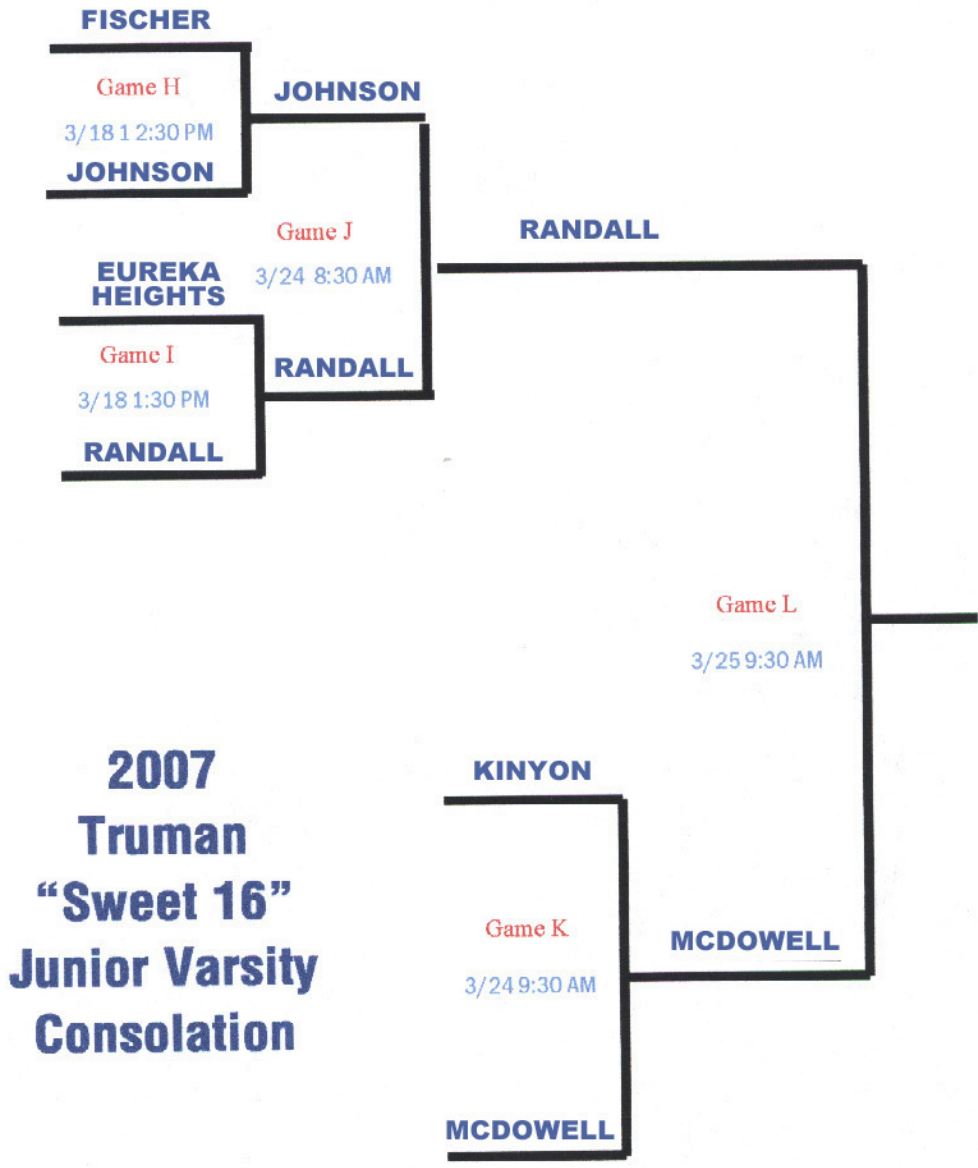 FISCHER
Game H
3/18 1 2:30 PM
JOHNSON
JOHNSON
Game J
3/24 8:30 AM
EUREKA
HEIGHTS
Game I
3/18 1:30 PM
RANDALL
RANDALL
RANDALL
Game L
3/25 9:30 AM
KINYON
Game K
3/24 9:30 AM
MCDOWELL
MCDOWELL
2007
Truman
“Sweet 16”
Junior Varsity
Consolation